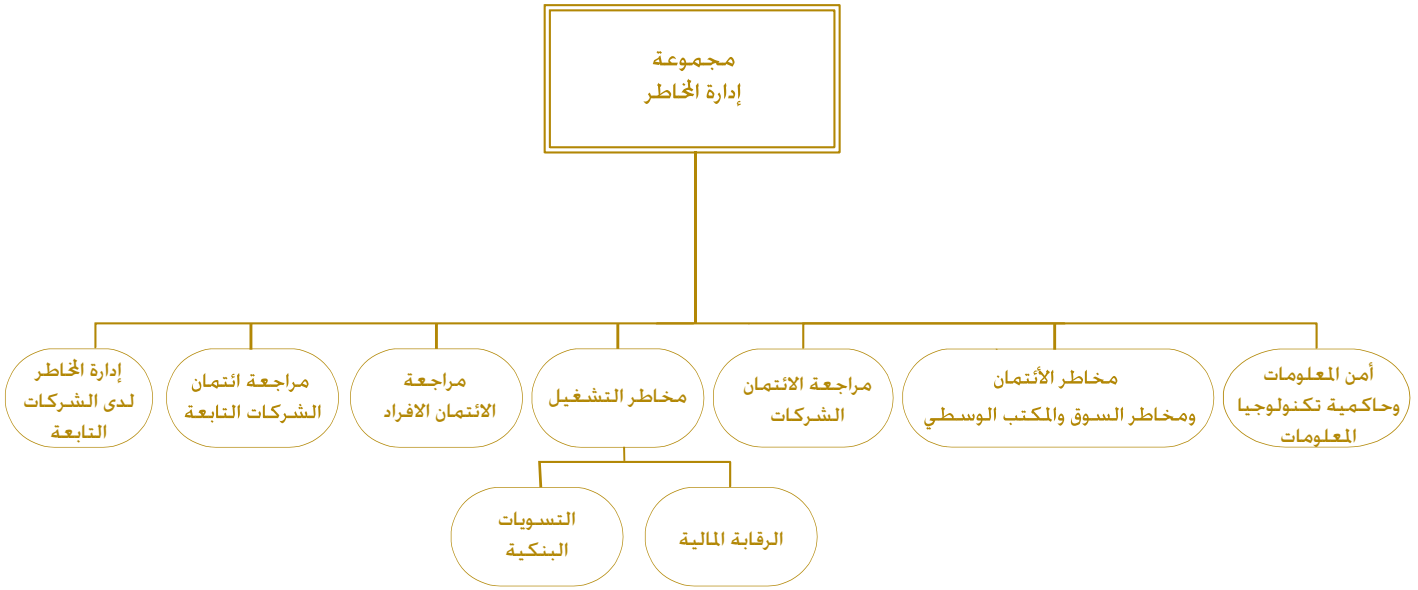 مجموعة
إدارة المخاطر
أمن المعلومات
وحاكمية تكنولوجيا
المعلومات
مخاطر الأئتمان
ومخاطر السوق والمكتب الوسطي
مراجعة الائتمان
الشركات
مخاطر التشغيل
مراجعة
الائتمان الافراد
مراجعة ائتمان
الشركات التابعة
إدارة المخاطر
لدى الشركات
التابعة
الرقابة المالية
التسويات
البنكية